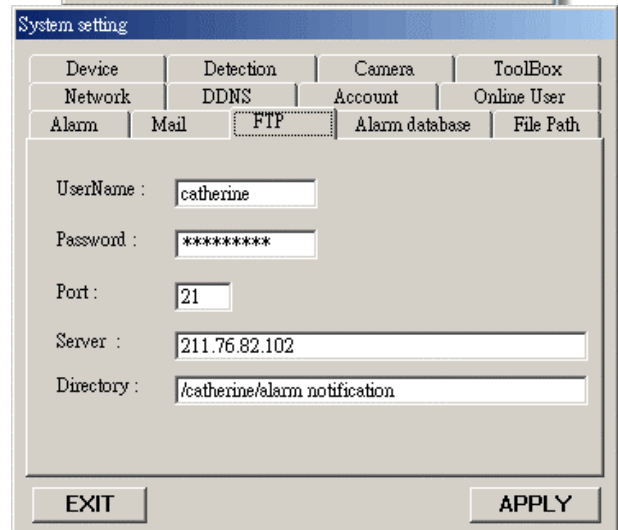 System setting
Device Detection Camera ToolBox
Network DDNS Account Online User
Alarm Mail FTP Alarm database File Path
UserName : catherine
Password : *********
Port : 21
Server : 211.76.82.102
Directory : /catherine/alarm notification
EXIT APPLY